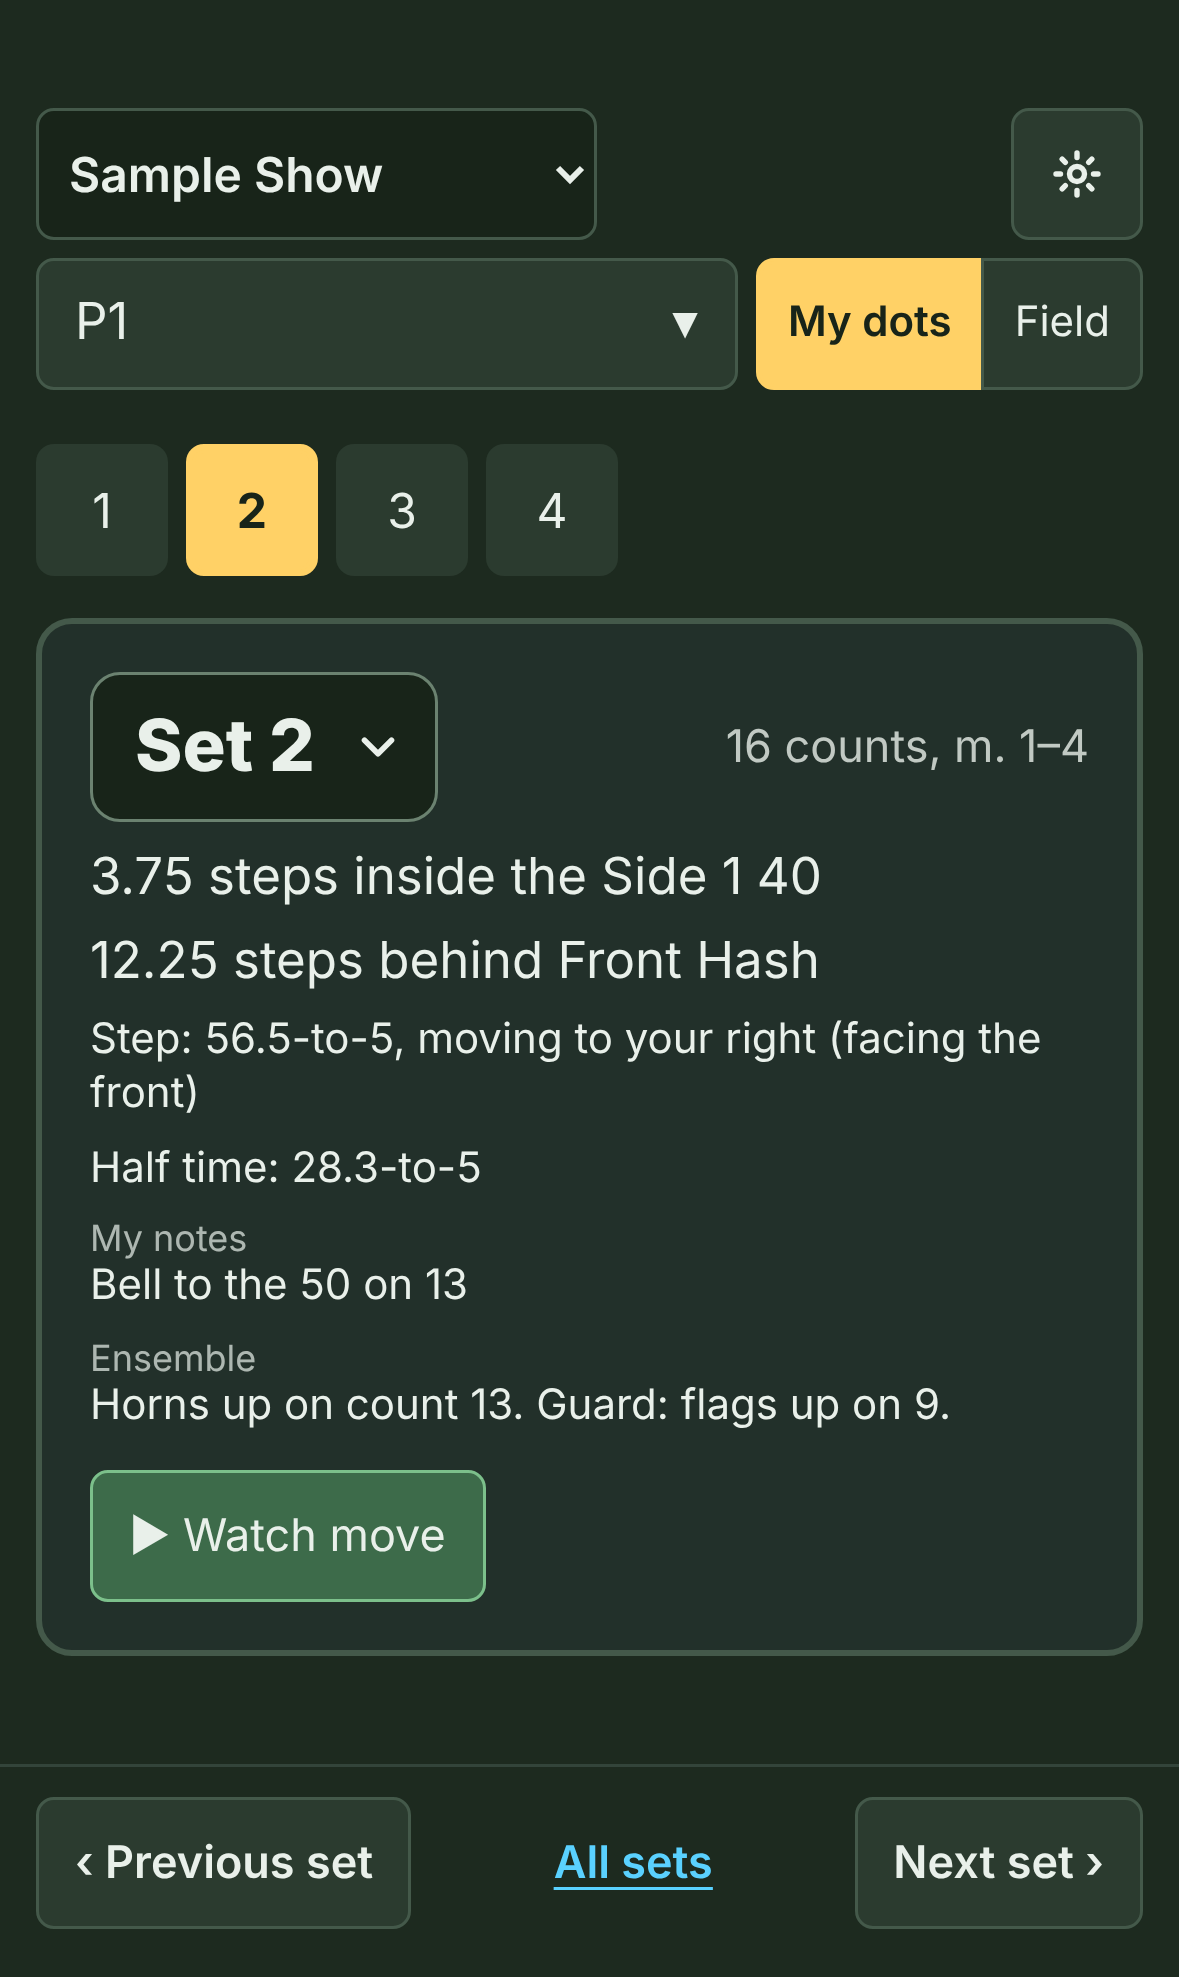 Sample Show
P1 ▼
My dots
Field
1
2
3
4
Set 2
16 counts, m. 1–4
3.75 steps inside the Side 1 40
12.25 steps behind Front Hash
Step: 56.5-to-5, moving to your right (facing the
front)
Half time: 28.3-to-5
My notes
Bell to the 50 on 13
Ensemble
Horns up on count 13. Guard: flags up on 9.
▶ Watch move
‹ Previous set
All sets
Next set ›